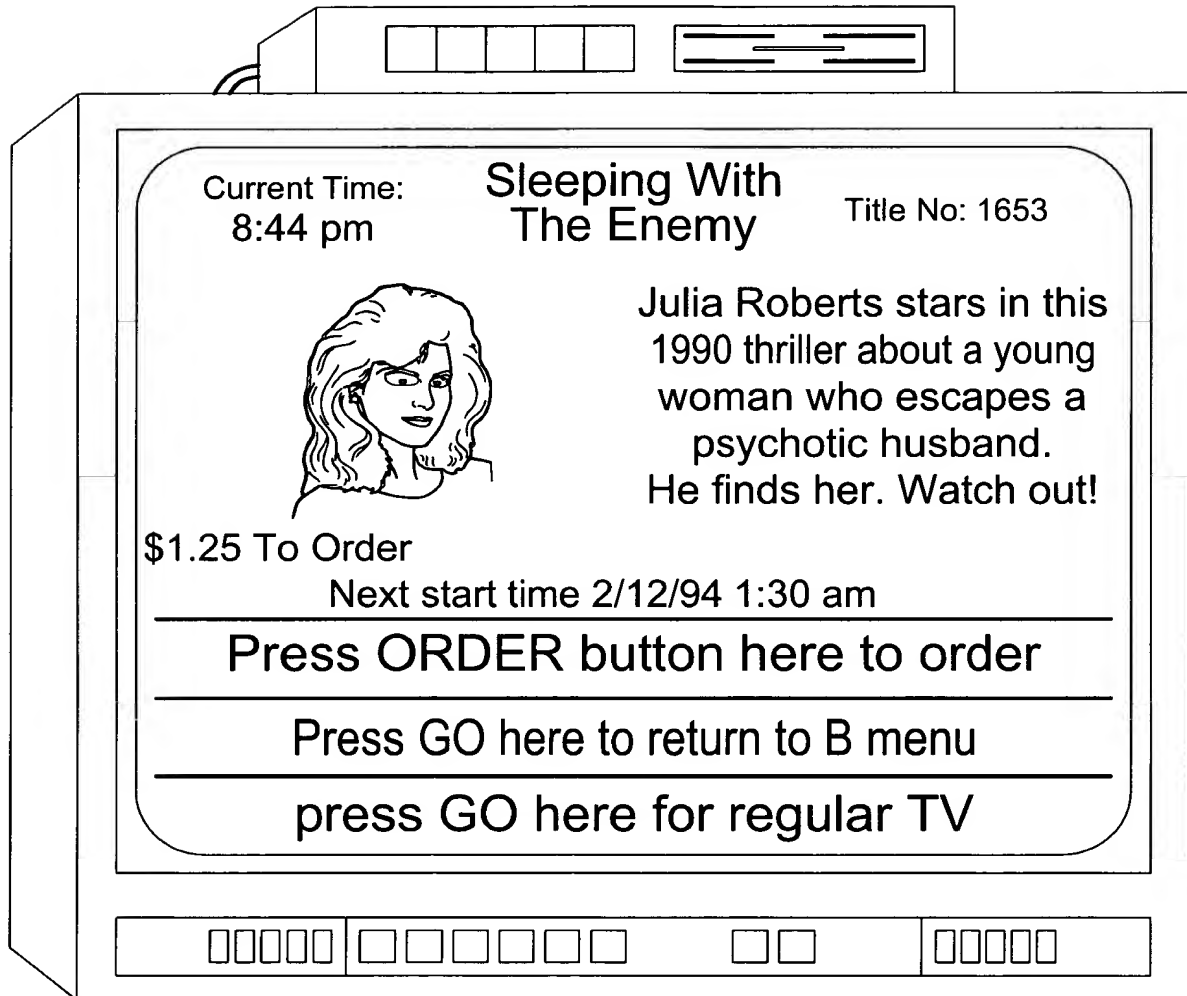 Current Time:
8:44 pm
Sleeping With
The Enemy
Title No: 1653
Julia Roberts stars in this
1990 thriller about a young
woman who escapes a
psychotic husband.
He finds her. Watch out!
$1.25 To Order
Next start time 2/12/94 1:30 am
Press ORDER button here to order
Press GO here to return to B menu
press GO here for regular TV